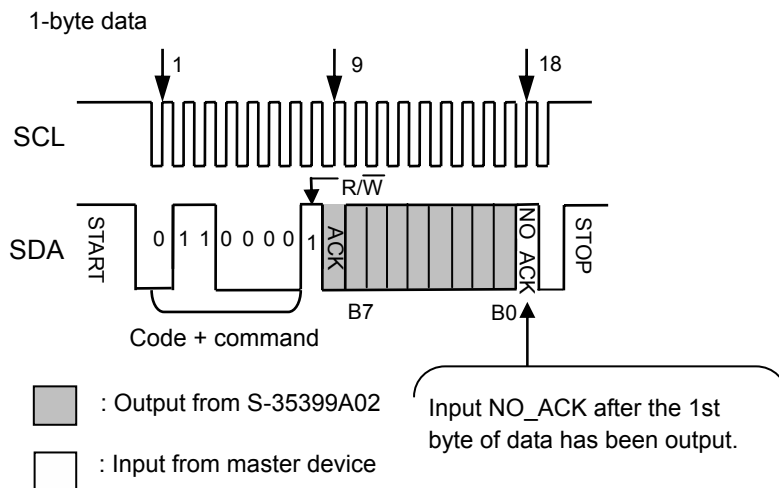 1-byte data
1 9 18
SCL
R/W̅
SDA
START 0 1 1 0 0 0 0 1 ACK NO_ACK STOP
B7 B0
Code + command
: Output from S-35399A02
: Input from master device
Input NO_ACK after the 1st
byte of data has been output.